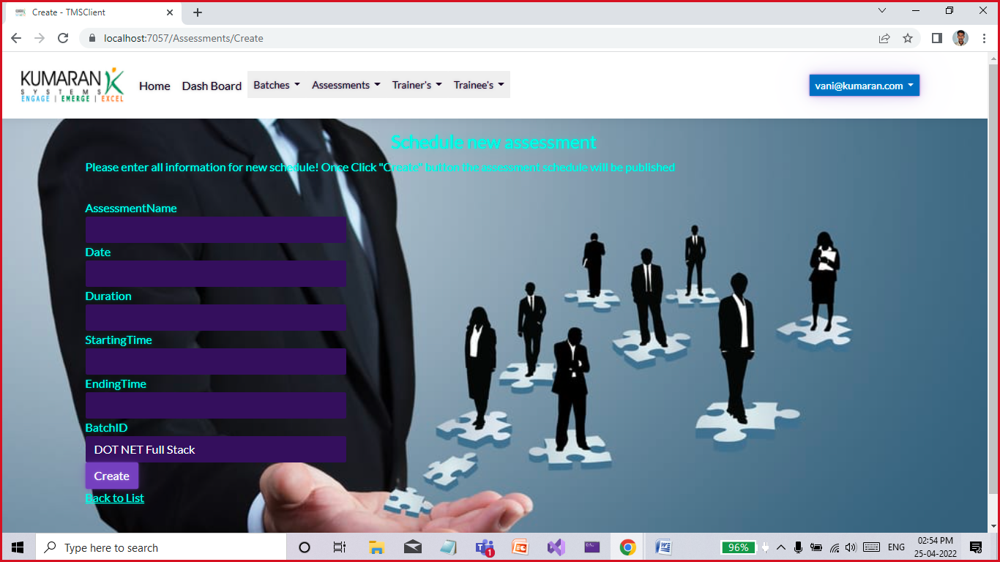 Create - TMSClient
localhost:7057/Assessments/Create
KUMARAN
SYSTEMS
ENGAGE | EMERGE | EXCEL
Home Dash Board Batches Assessments Trainer's Trainee's vani@kumaran.com
Schedule new assessment
Please enter all information for new schedule! Once Click "Create" button the assessment schedule will be published
AssessmentName
Date
Duration
StartingTime
EndingTime
BatchID
DOT NET Full Stack
Create
Back to List
Type here to search
1
96%
ENG
02:54 PM
25-04-2022